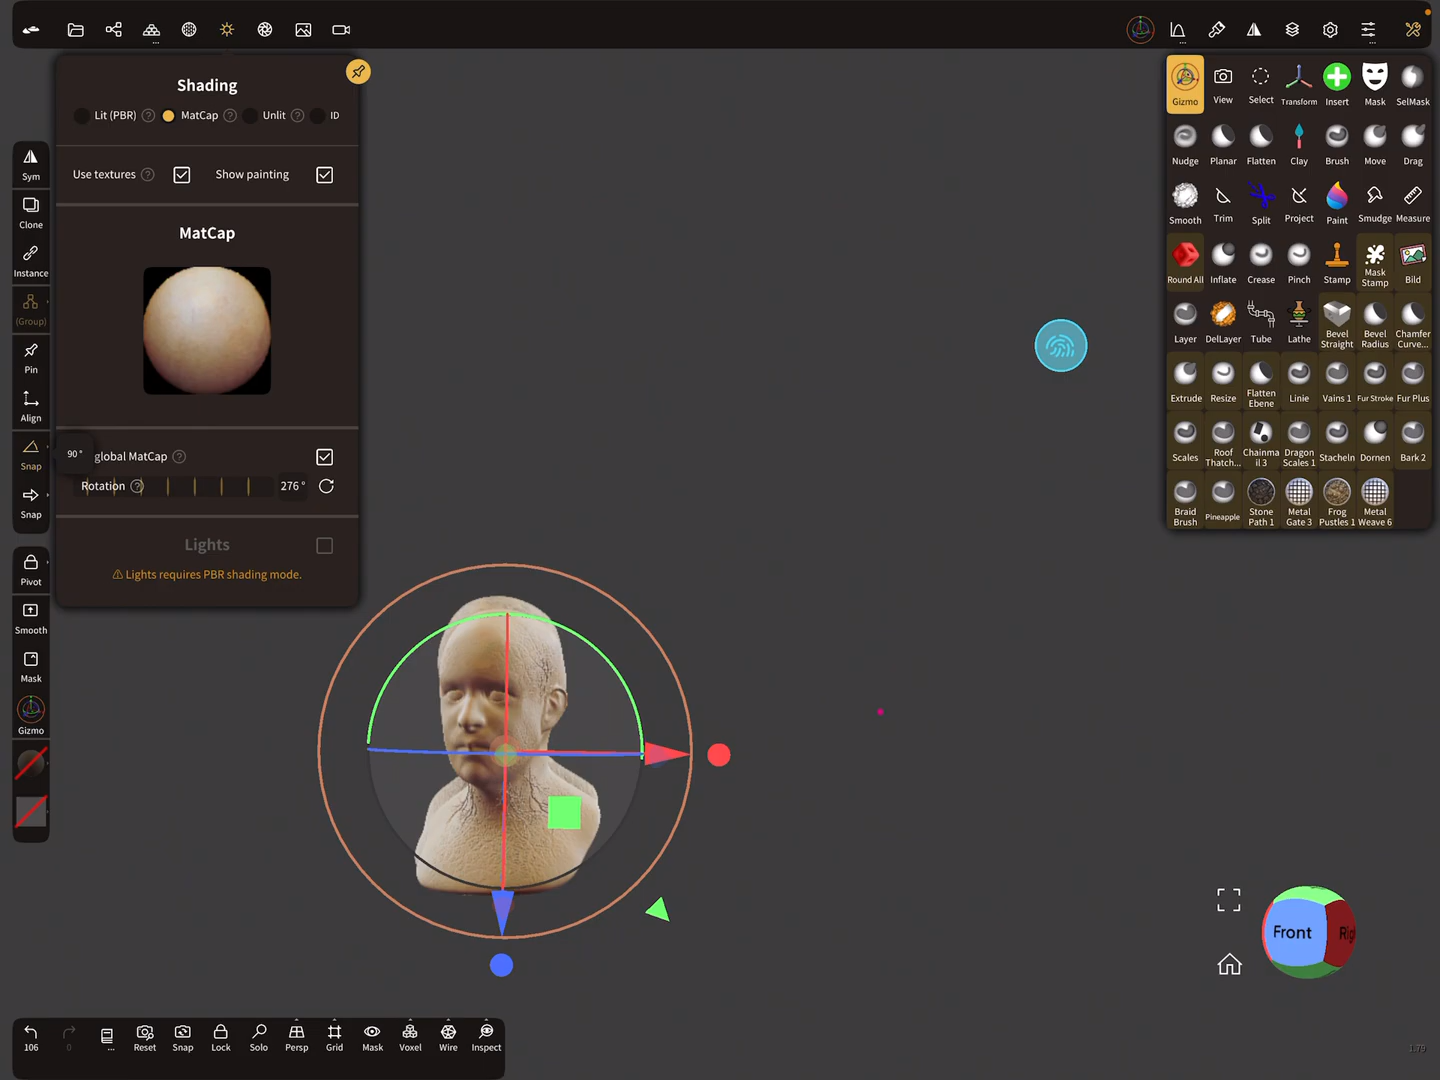 Shading
Lit (PBR) ? MatCap ? Unlit ? ID
Use textures ? Show painting
MatCap
global MatCap ?
Rotation ? 276 °
Lights
⚠ Lights requires PBR shading mode.
Sym
Clone
Instance
(Group)
Pin
Align
Snap
90 °
Snap
Pivot
Smooth
Mask
Gizmo
Gizmo View Select Transform Insert Mask SelMask
Nudge Planar Flatten Clay Brush Move Drag
Smooth Trim Split Project Paint Smudge Measure
Round All Inflate Crease Pinch Stamp Mask Stamp Bild
Layer DelLayer Tube Lathe Bevel Straight Bevel Radius Chamfer Curve...
Extrude Resize Flatten Ebene Linie Vains 1 Fur Stroke Fur Plus
Scales Roof Thatch... Chainmail 3 Dragon Scales 1 Stacheln Dornen Bark 2
Braid Brush Pineapple Stone Path 1 Metal Gate 3 Frog Pustles 1 Metal Weave 6
Front
Rig
106 0 ... Reset Snap Lock Solo Persp Grid Mask Voxel Wire Inspect
1.79